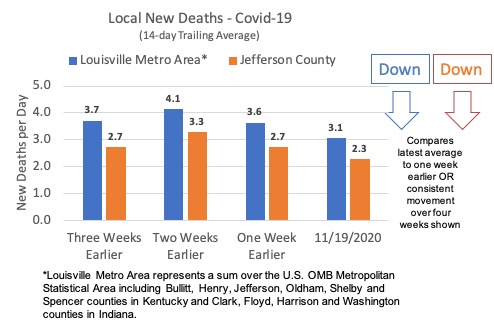 Local New Deaths - Covid-19
(14-day Trailing Average)
Louisville Metro Area* Jefferson County
Down Down
New Deaths per Day
5.0
4.0
3.0
2.0
1.0
0.0
3.7 2.7
4.1 3.3
3.6 2.7
3.1 2.3
Three Weeks
Earlier
Two Weeks
Earlier
One Week
Earlier
11/19/2020
Compares
latest average
to one week
earlier OR
consistent
movement
over four
weeks shown
*Louisville Metro Area represents a sum over the U.S. OMB Metropolitan
Statistical Area including Bullitt, Henry, Jefferson, Oldham, Shelby and
Spencer counties in Kentucky and Clark, Floyd, Harrison and Washington
counties in Indiana.